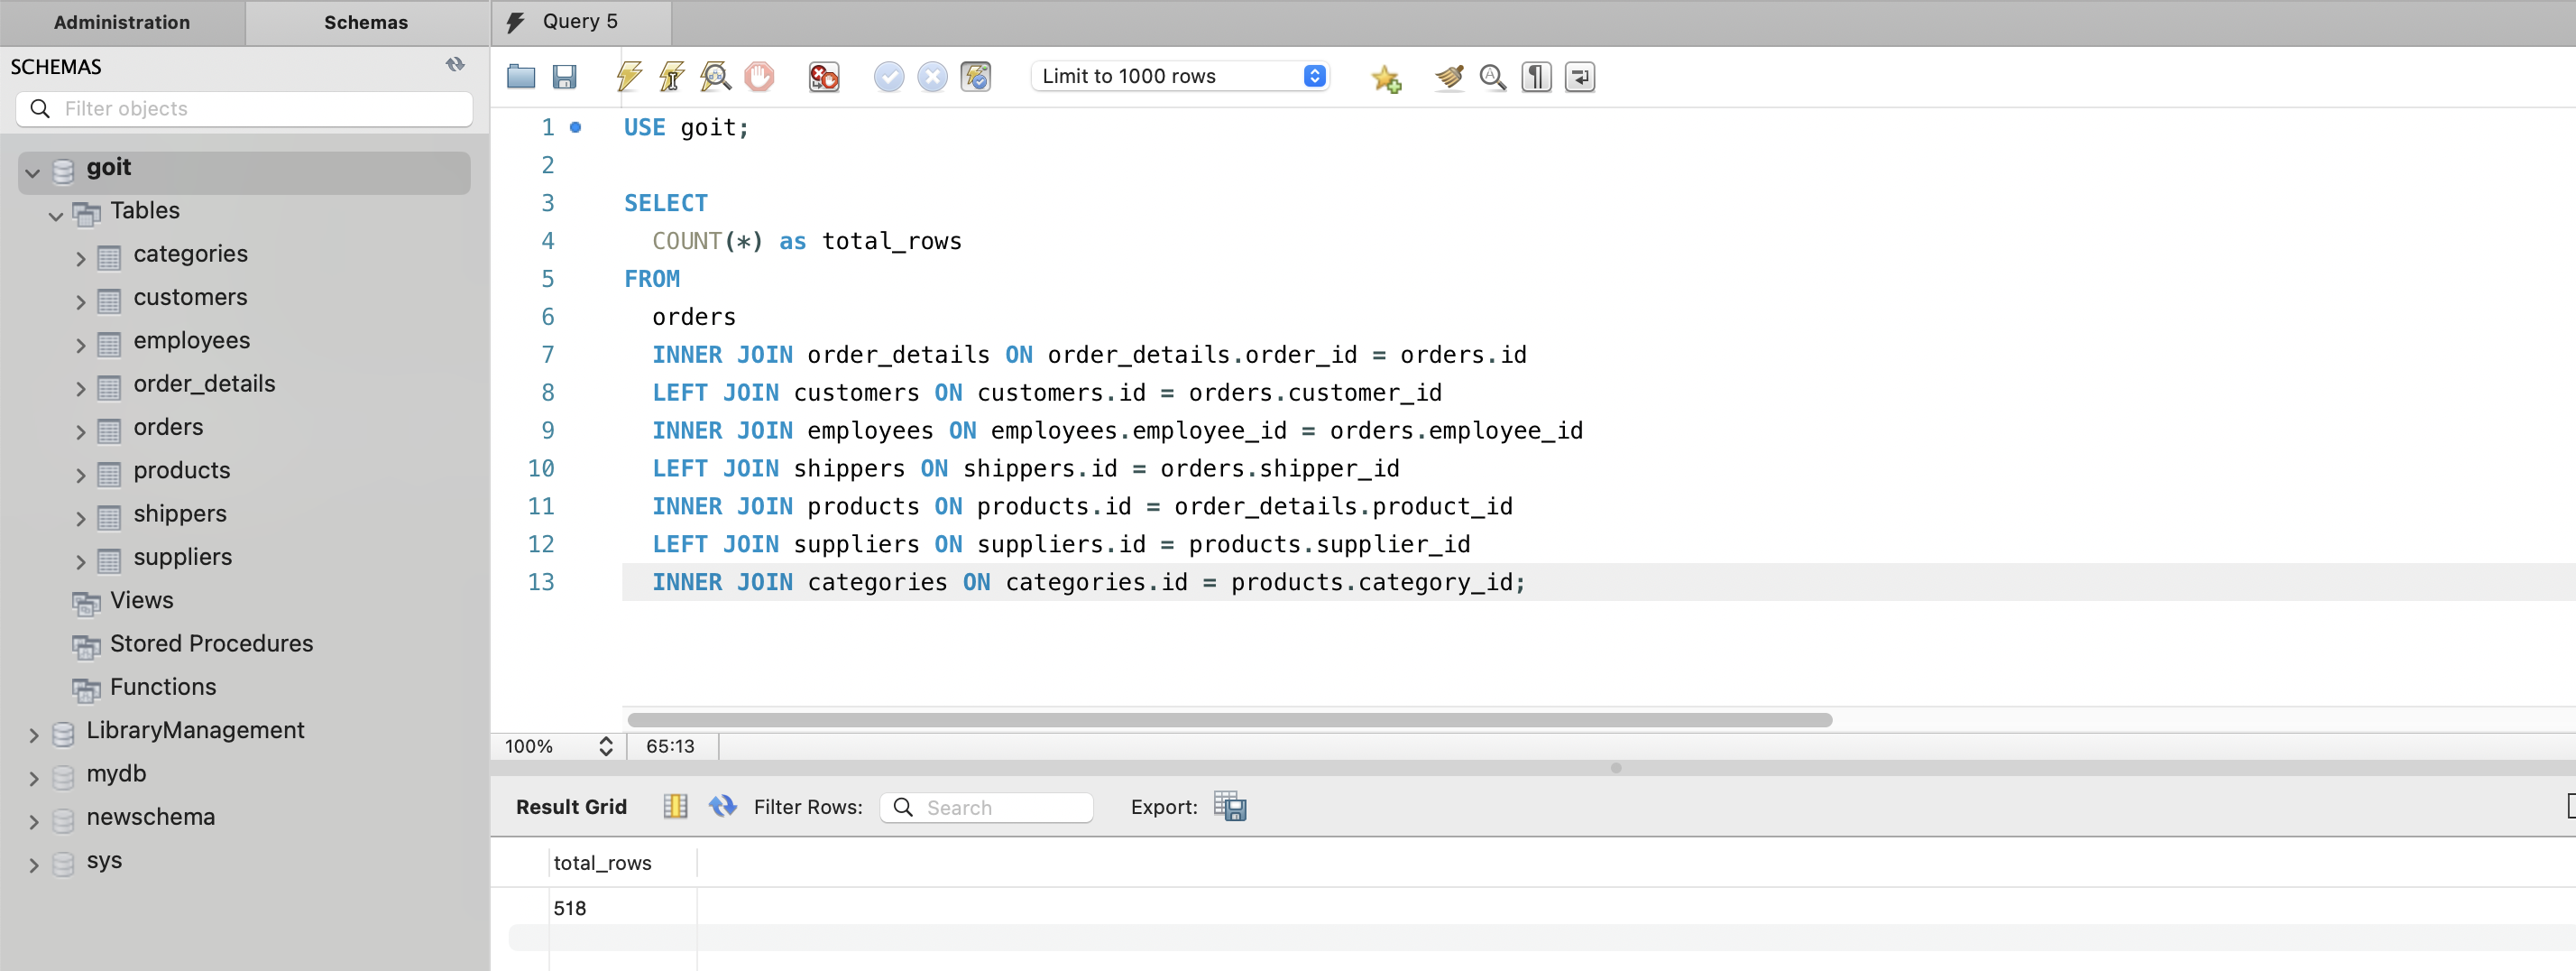 Administration
Schemas
SCHEMAS
Filter objects
goit
Tables
categories
customers
employees
order_details
orders
products
shippers
suppliers
Views
Stored Procedures
Functions
LibraryManagement
mydb
newschema
sys
Query 5
Limit to 1000 rows
1 USE goit;
2
3 SELECT
4 COUNT(*) as total_rows
5 FROM
6 orders
7 INNER JOIN order_details ON order_details.order_id = orders.id
8 LEFT JOIN customers ON customers.id = orders.customer_id
9 INNER JOIN employees ON employees.employee_id = orders.employee_id
10 LEFT JOIN shippers ON shippers.id = orders.shipper_id
11 INNER JOIN products ON products.id = order_details.product_id
12 LEFT JOIN suppliers ON suppliers.id = products.supplier_id
13 INNER JOIN categories ON categories.id = products.category_id;
100% 65:13
Result Grid Filter Rows: Search Export:
total_rows
518